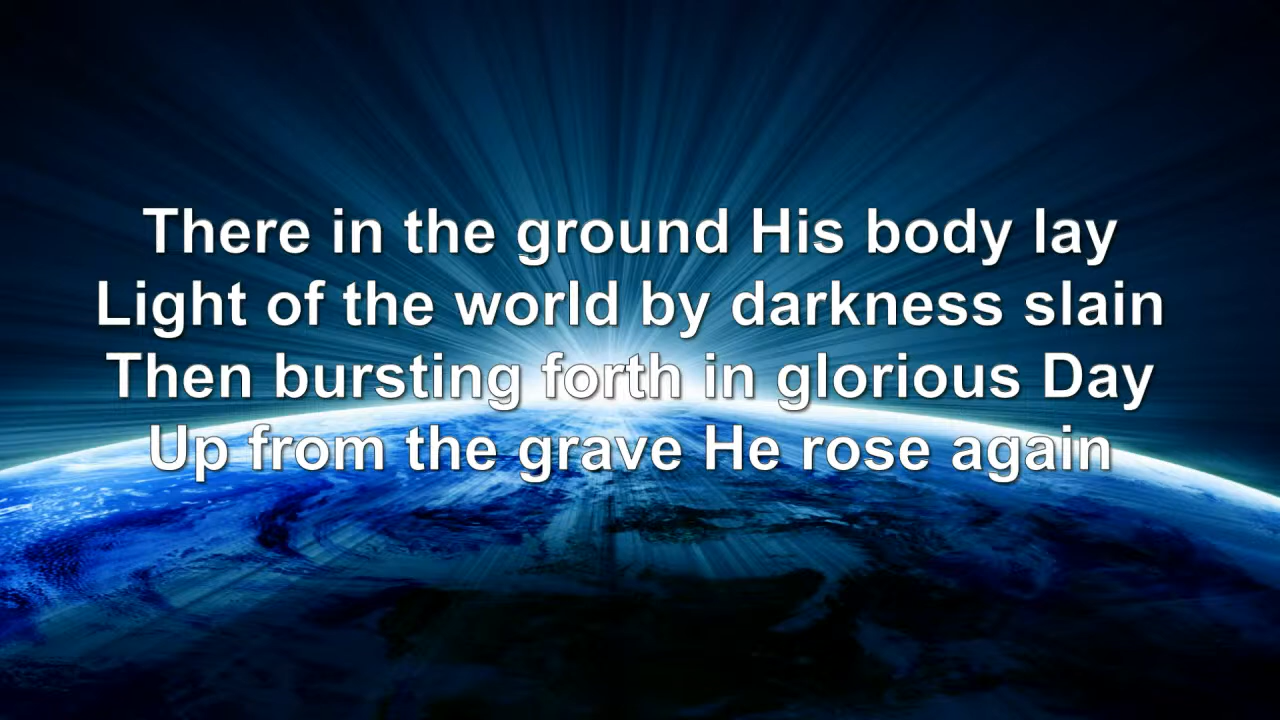 There in the ground His body lay
Light of the world by darkness slain
Then bursting forth in glorious Day
Up from the grave He rose again